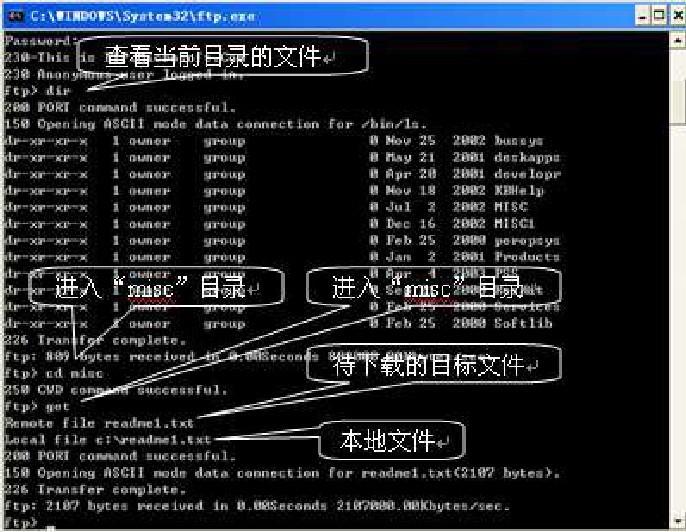 C:\WINDOWS\System32\ftp.exe
Password:
查看当前目录的文件
230-This is
230 Anonymous user logged in.
ftp> dir
200 PORT command successful.
150 Opening ASCII mode data connection for /bin/ls.
dr-xr-xr-x 1 owner group 0 Nov 25 2002 bussys
dr-xr-xr-x 1 owner group 0 May 21 2001 deskapps
dr-xr-xr-x 1 owner group 0 Apr 20 2001 developr
dr-xr-xr-x 1 owner group 0 Nov 18 2002 KBHelp
dr-xr-xr-x 1 owner group 0 Jul 2 2002 MISC
dr-xr-xr-x 1 owner group 0 Dec 16 2002 MISC1
dr-xr-xr-x 1 owner group 0 Feb 25 2000 peropsys
dr-xr-xr-x 1 owner group 0 Jan 2 2001 Products
dr-xr-xr-x 1 owner group 0 Apr 4 2003 PSS
进入“misc”目录
进入“misc”目录
dr-xr-xr-x 0 Feb 25 2000 Services
dr-xr-xr-x 1 owner group 0 Feb 25 2000 Softlib
226 Transfer complete.
ftp: 809 bytes received in 0.00Seconds
ftp> cd misc
待下载的目标文件
250 CWD command successful.
ftp> get
Remote file readme1.txt
Local file c:\readme1.txt
本地文件
200 PORT command successful.
150 Opening ASCII mode data connection for readme1.txt(2107 bytes).
226 Transfer complete.
ftp: 2107 bytes received in 0.00Seconds 2107000.00Kbytes/sec.
ftp>